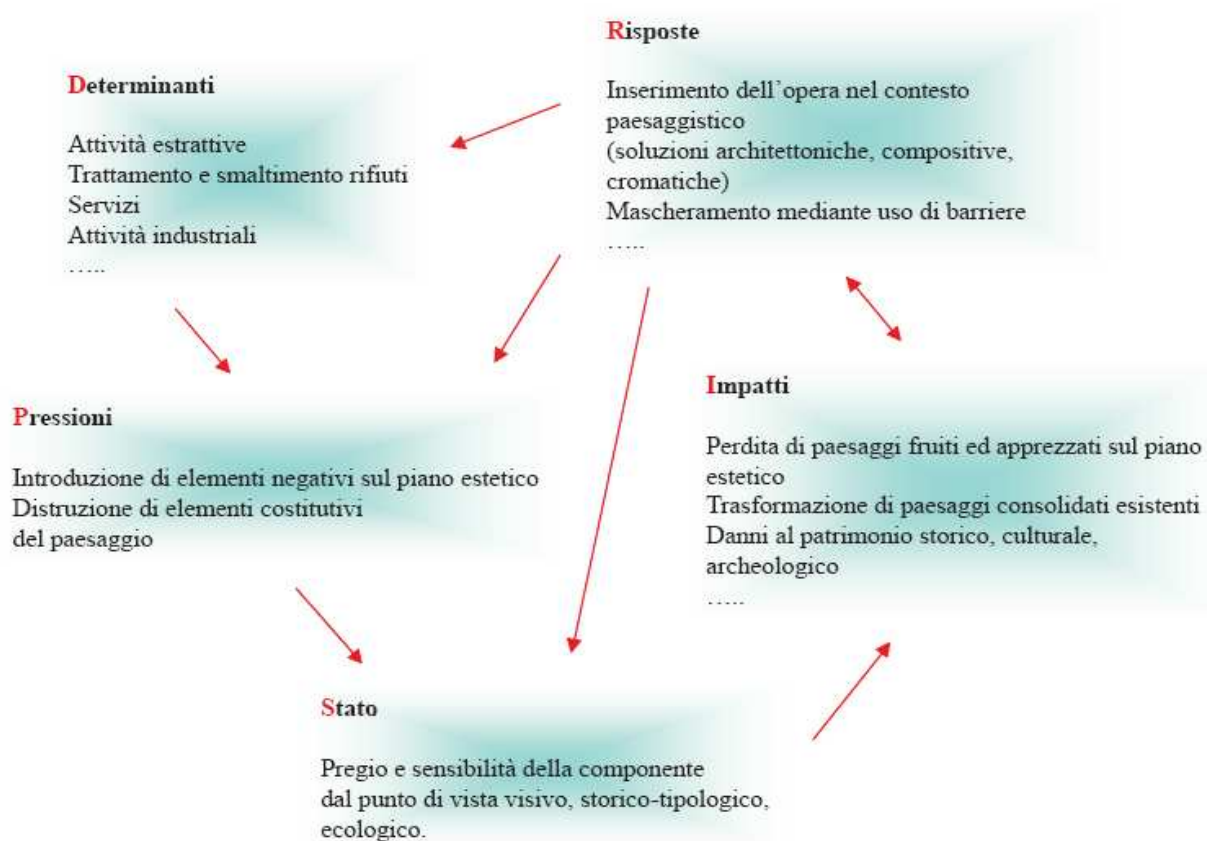 Determinanti
Attività estrattive
Trattamento e smaltimento rifiuti
Servizi
Attività industriali
…..
Risposte
Inserimento dell’opera nel contesto
paesaggistico
(soluzioni architettoniche, compositive,
cromatiche)
Mascheramento mediante uso di barriere
…..
Pressioni
Introduzione di elementi negativi sul piano estetico
Distruzione di elementi costitutivi
del paesaggio
Impatti
Perdita di paesaggi fruiti ed apprezzati sul piano
estetico
Trasformazione di paesaggi consolidati esistenti
Danni al patrimonio storico, culturale,
archeologico
…..
Stato
Pregio e sensibilità della componente
dal punto di vista visivo, storico-tipologico,
ecologico.